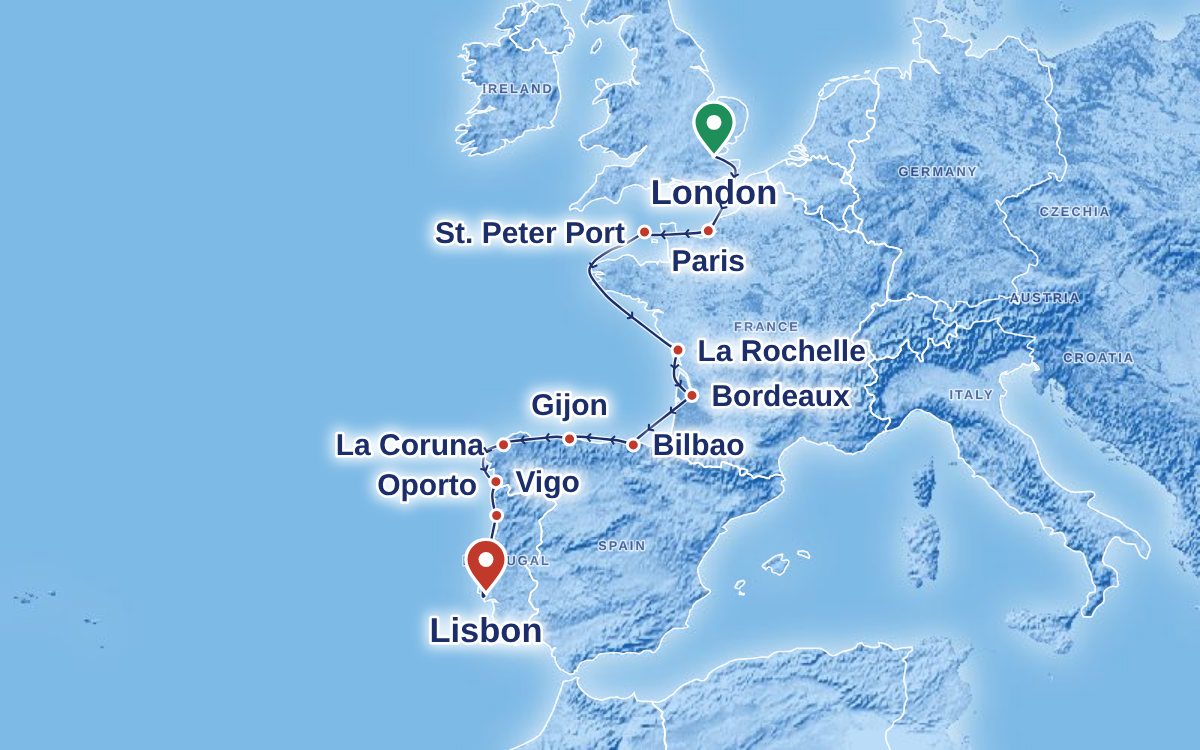 IRELAND
GERMANY
London
CZECHIA
St. Peter Port
Paris
AUSTRIA
FRANCE
La Rochelle
CROATIA
Bordeaux
ITALY
Gijon
La Coruna
Bilbao
Vigo
Oporto
SPAIN
UGAL
Lisbon